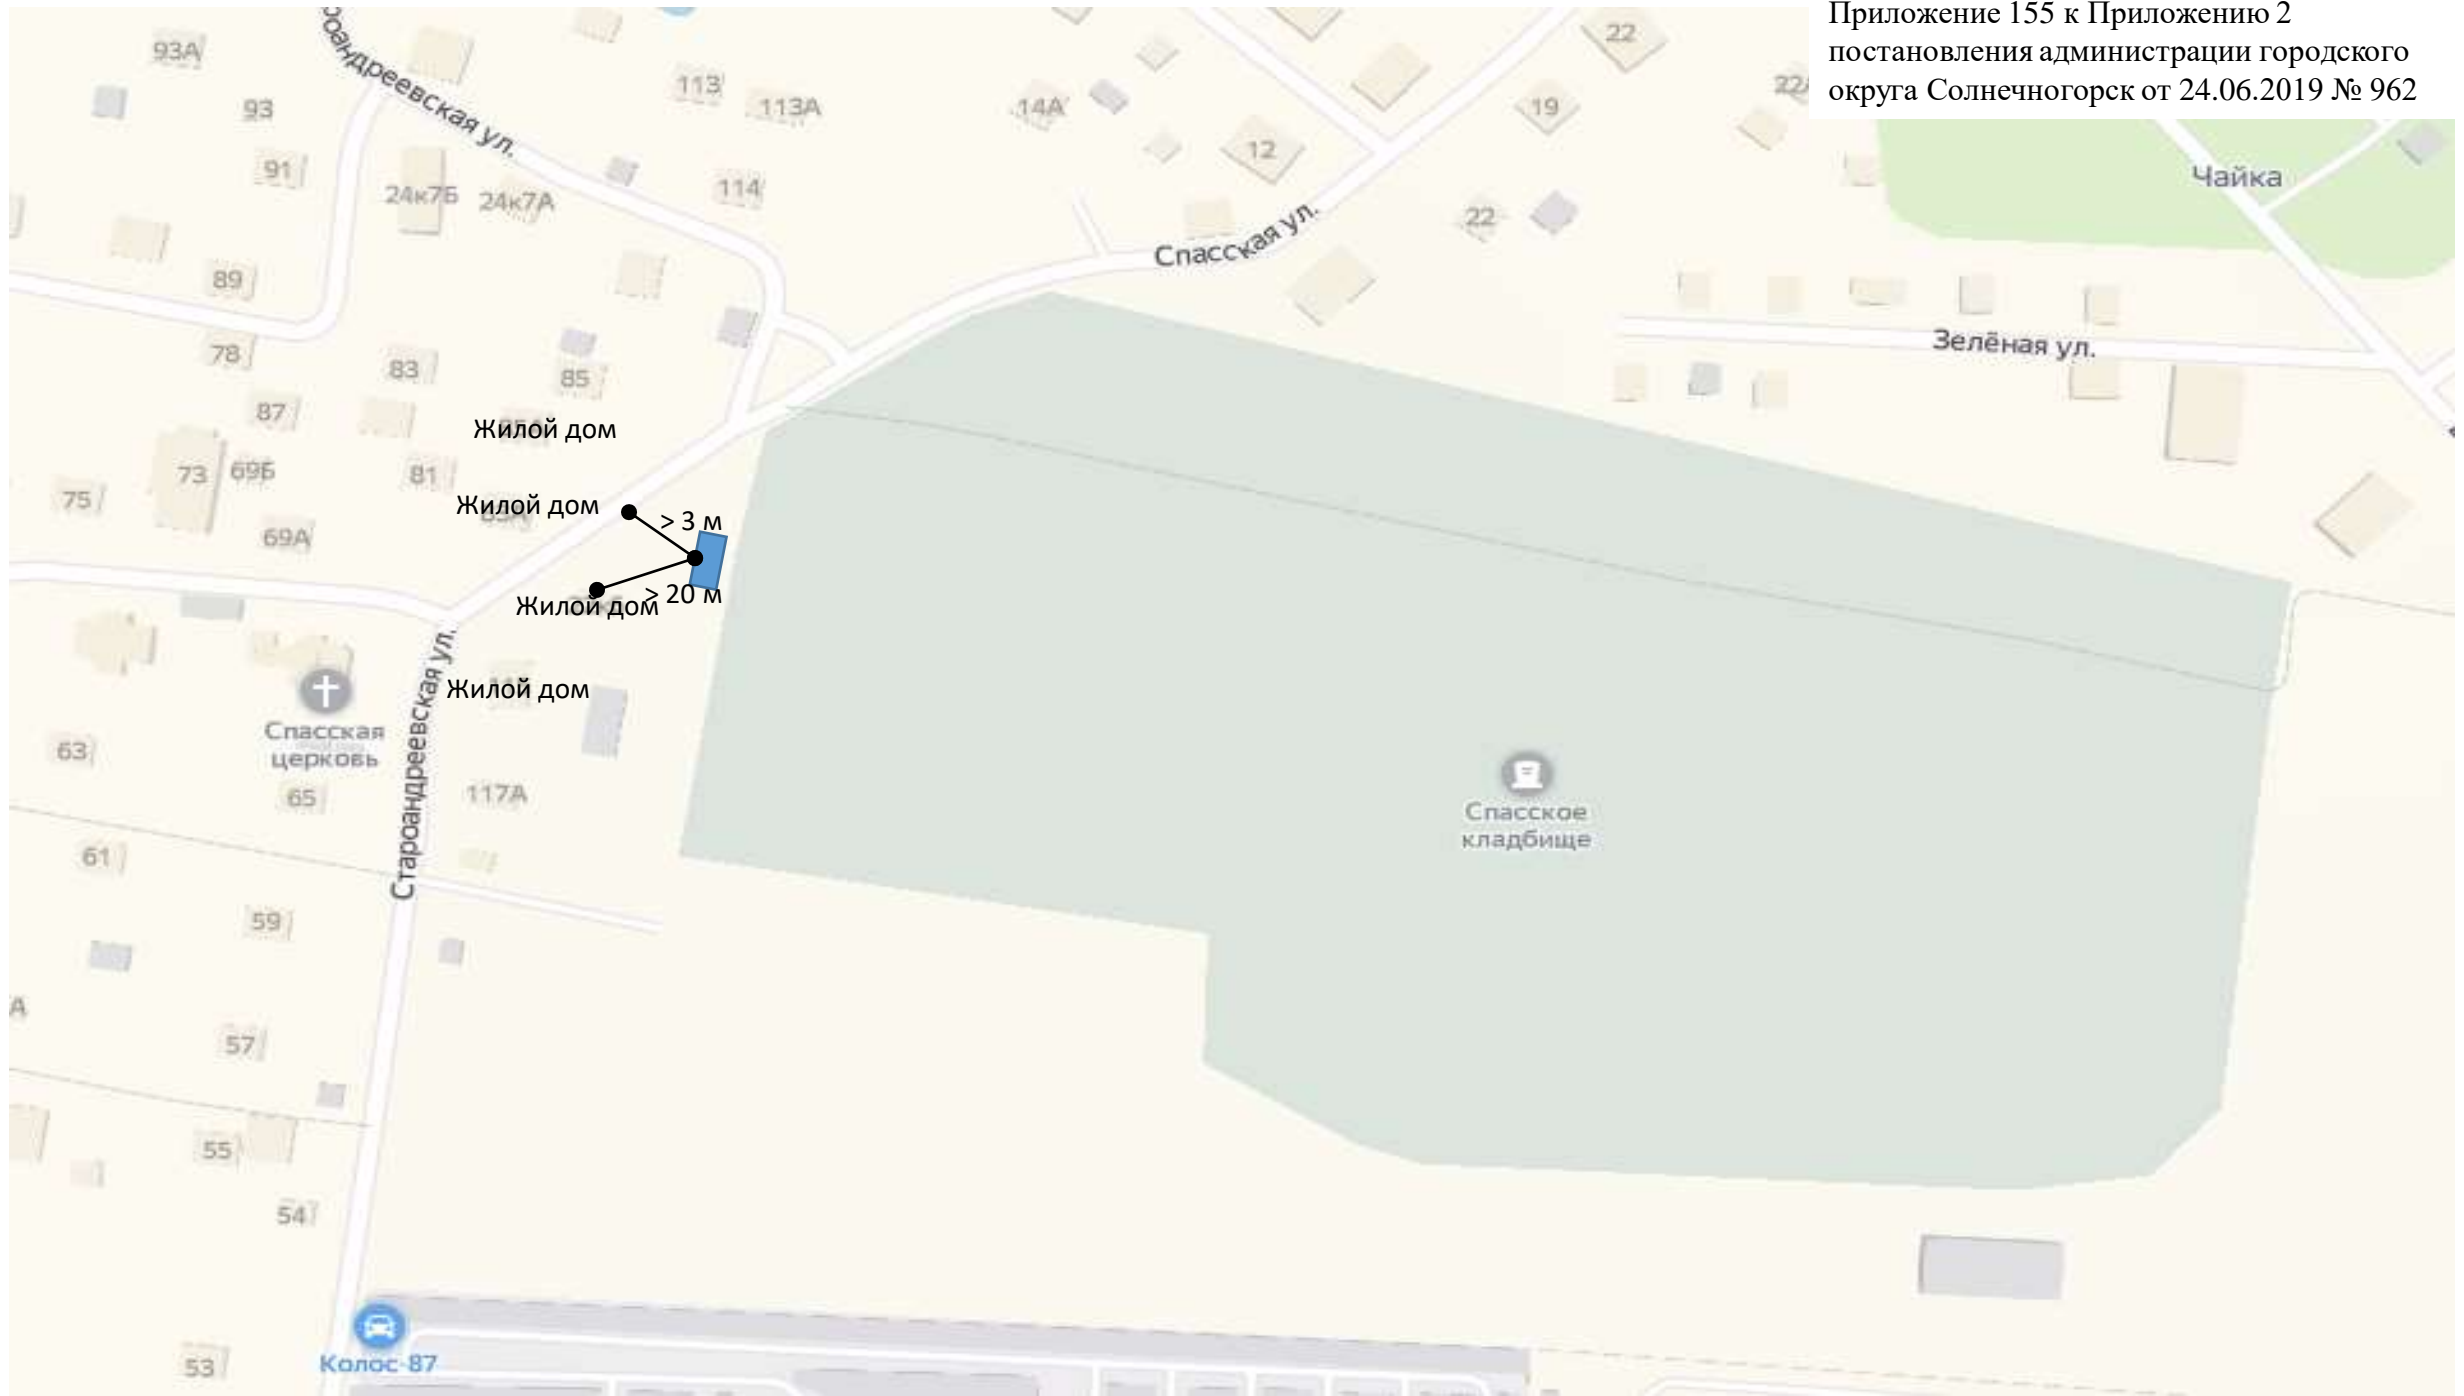 Приложение 155 к Приложению 2
постановления администрации городского
округа Солнечногорск от 24.06.2019 № 962
93А
93
91
113
113А
114
14А
12
19
22
Чайка
24к7Б
24к7А
Спасская ул.
22
89
78
83
85
87
Зелёная ул.
Жилой дом
73
69Б
81
75
69А
Жилой дом
> 3 м
> 20 м
Жилой дом
Староандреевская ул.
Жилой дом
Спасская
церковь
63
65
117А
Спасское
кладбище
61
59
57
55
54
53
Колос-87